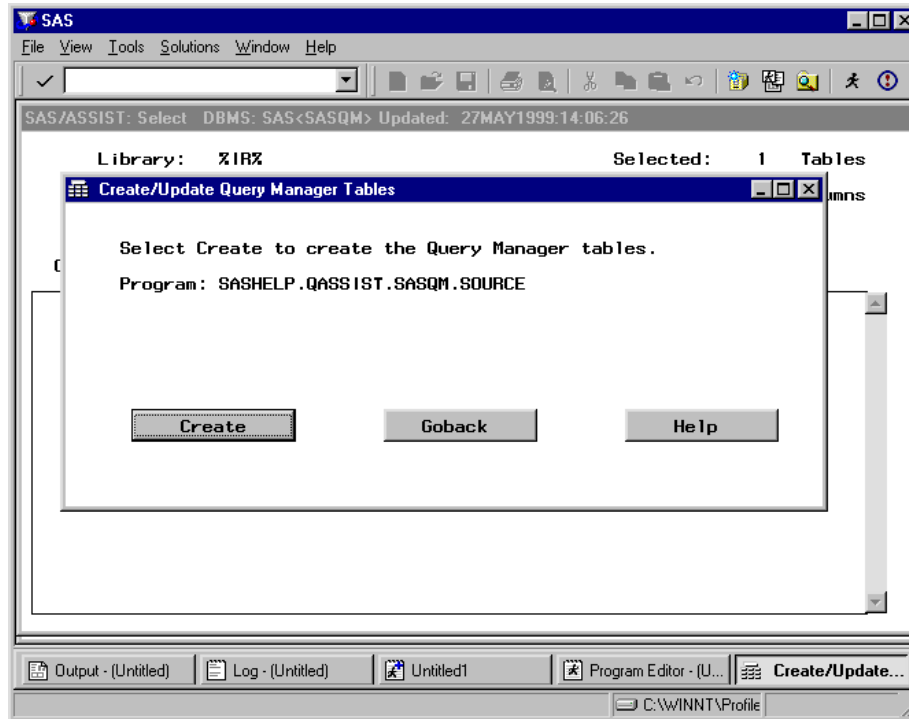 SAS
File View Tools Solutions Window Help
SAS/ASSIST: Select DBMS: SAS<SASQM> Updated: 27MAY1999:14:06:26
Library: %IR% Selected: 1 Tables
Create/Update Query Manager Tables
Select Create to create the Query Manager tables.
Program: SASHELP.QASSIST.SASQM.SOURCE
Create Goback Help
Output - (Untitled) Log - (Untitled) Untitled1 Program Editor - (U... Create/Update...
C:\WINNT\Profile